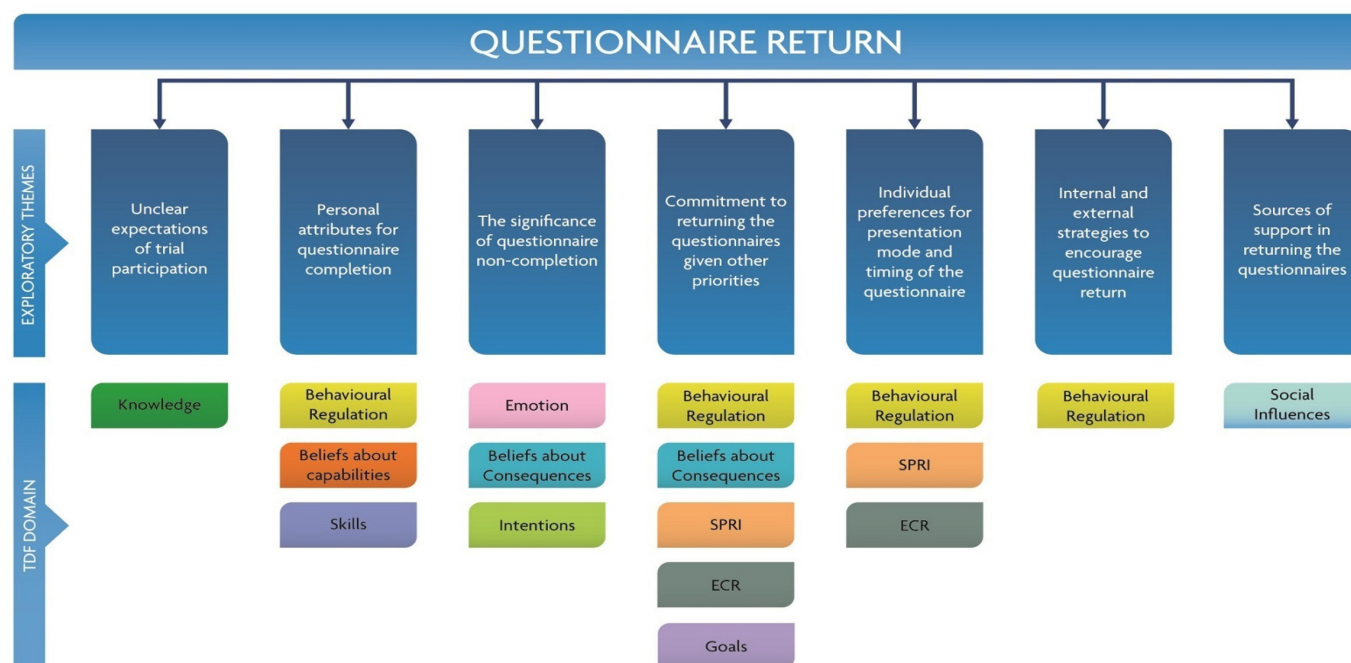 QUESTIONNAIRE RETURN
EXPLORATORY THEMES
Unclear
expectations
of trial
participation
Personal
attributes for
questionnaire
completion
The significance
of questionnaire
non-completion
Commitment to
returning the
questionnaires
given other
priorities
Individual
preferences for
presentation
mode and
timing of the
questionnaire
Internal and
external
strategies to
encourage
questionnaire
return
Sources of
support in
returning the
questionnaires
TDF DOMAIN
Knowledge
Behavioural
Regulation
Beliefs about
capabilities
Skills
Emotion
Beliefs about
Consequences
Intentions
Behavioural
Regulation
Beliefs about
Consequences
SPRI
ECR
Goals
Behavioural
Regulation
SPRI
ECR
Behavioural
Regulation
Social
Influences